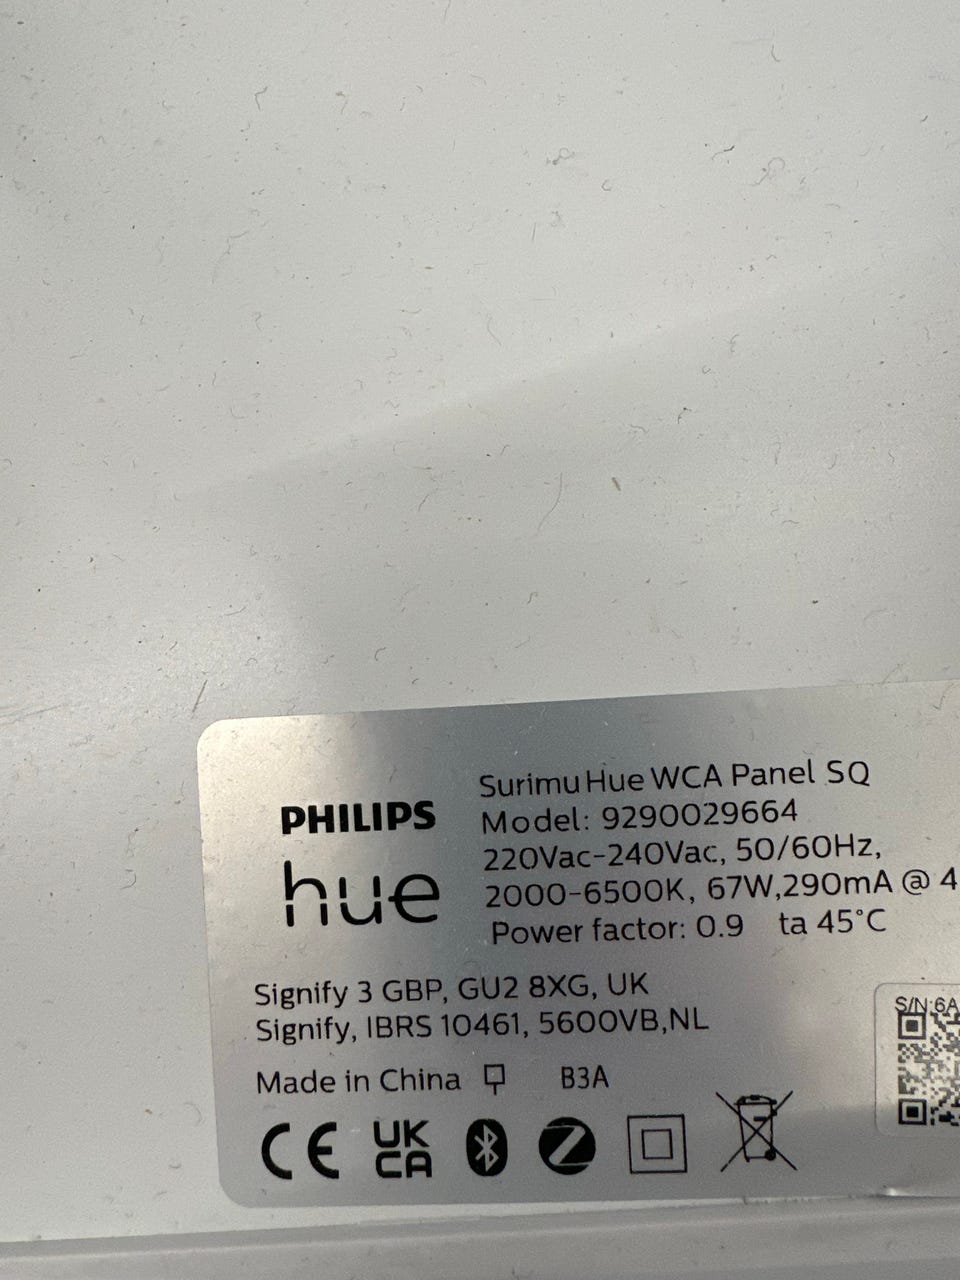 PHILIPS
hue
Surimu Hue WCA Panel SQ
Model: 9290029664
220Vac-240Vac, 50/60Hz,
2000-6500K, 67W,290mA @ 4
Power factor: 0.9 ta 45°C
Signify 3 GBP, GU2 8XG, UK
Signify, IBRS 10461, 5600VB,NL
S/N:6A
Made in China B3A
CE UK
CA